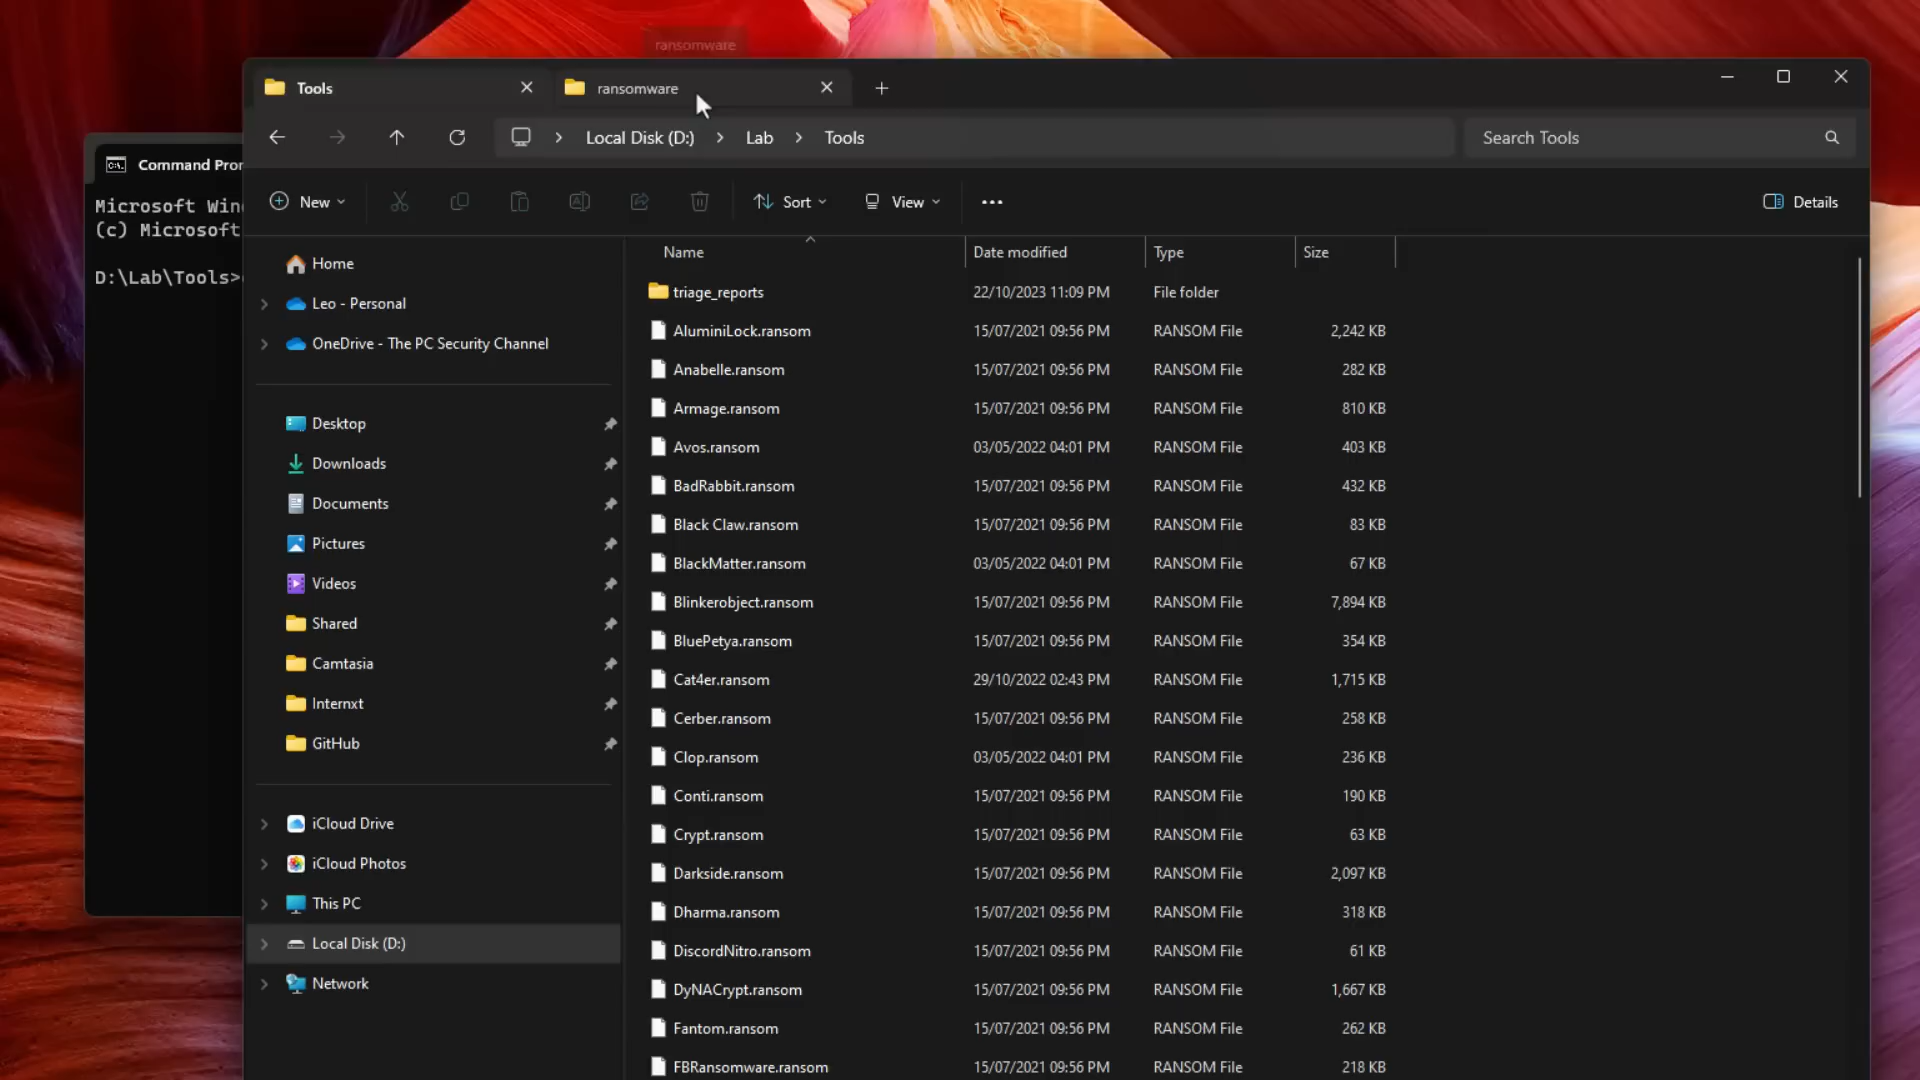 ransomware
Tools
ransomware
Local Disk (D:)
Lab
Tools
Search Tools
Command Pro
Microsoft Win
(c) Microsoft
D:\Lab\Tools>
New
Sort
View
Details
Home
Leo - Personal
OneDrive - The PC Security Channel
Desktop
Downloads
Documents
Pictures
Videos
Shared
Camtasia
Internxt
GitHub
iCloud Drive
iCloud Photos
This PC
Local Disk (D:)
Network
Name Date modified Type Size
triage_reports 22/10/2023 11:09 PM File folder
AluminiLock.ransom 15/07/2021 09:56 PM RANSOM File 2,242 KB
Anabelle.ransom 15/07/2021 09:56 PM RANSOM File 282 KB
Armage.ransom 15/07/2021 09:56 PM RANSOM File 810 KB
Avos.ransom 03/05/2022 04:01 PM RANSOM File 403 KB
BadRabbit.ransom 15/07/2021 09:56 PM RANSOM File 432 KB
Black Claw.ransom 15/07/2021 09:56 PM RANSOM File 83 KB
BlackMatter.ransom 03/05/2022 04:01 PM RANSOM File 67 KB
Blinkerobject.ransom 15/07/2021 09:56 PM RANSOM File 7,894 KB
BluePetya.ransom 15/07/2021 09:56 PM RANSOM File 354 KB
Cat4er.ransom 29/10/2022 02:43 PM RANSOM File 1,715 KB
Cerber.ransom 15/07/2021 09:56 PM RANSOM File 258 KB
Clop.ransom 03/05/2022 04:01 PM RANSOM File 236 KB
Conti.ransom 15/07/2021 09:56 PM RANSOM File 190 KB
Crypt.ransom 15/07/2021 09:56 PM RANSOM File 63 KB
Darkside.ransom 15/07/2021 09:56 PM RANSOM File 2,097 KB
Dharma.ransom 15/07/2021 09:56 PM RANSOM File 318 KB
DiscordNitro.ransom 15/07/2021 09:56 PM RANSOM File 61 KB
DyNACrypt.ransom 15/07/2021 09:56 PM RANSOM File 1,667 KB
Fantom.ransom 15/07/2021 09:56 PM RANSOM File 262 KB
FBRansomware.ransom 15/07/2021 09:56 PM RANSOM File 218 KB